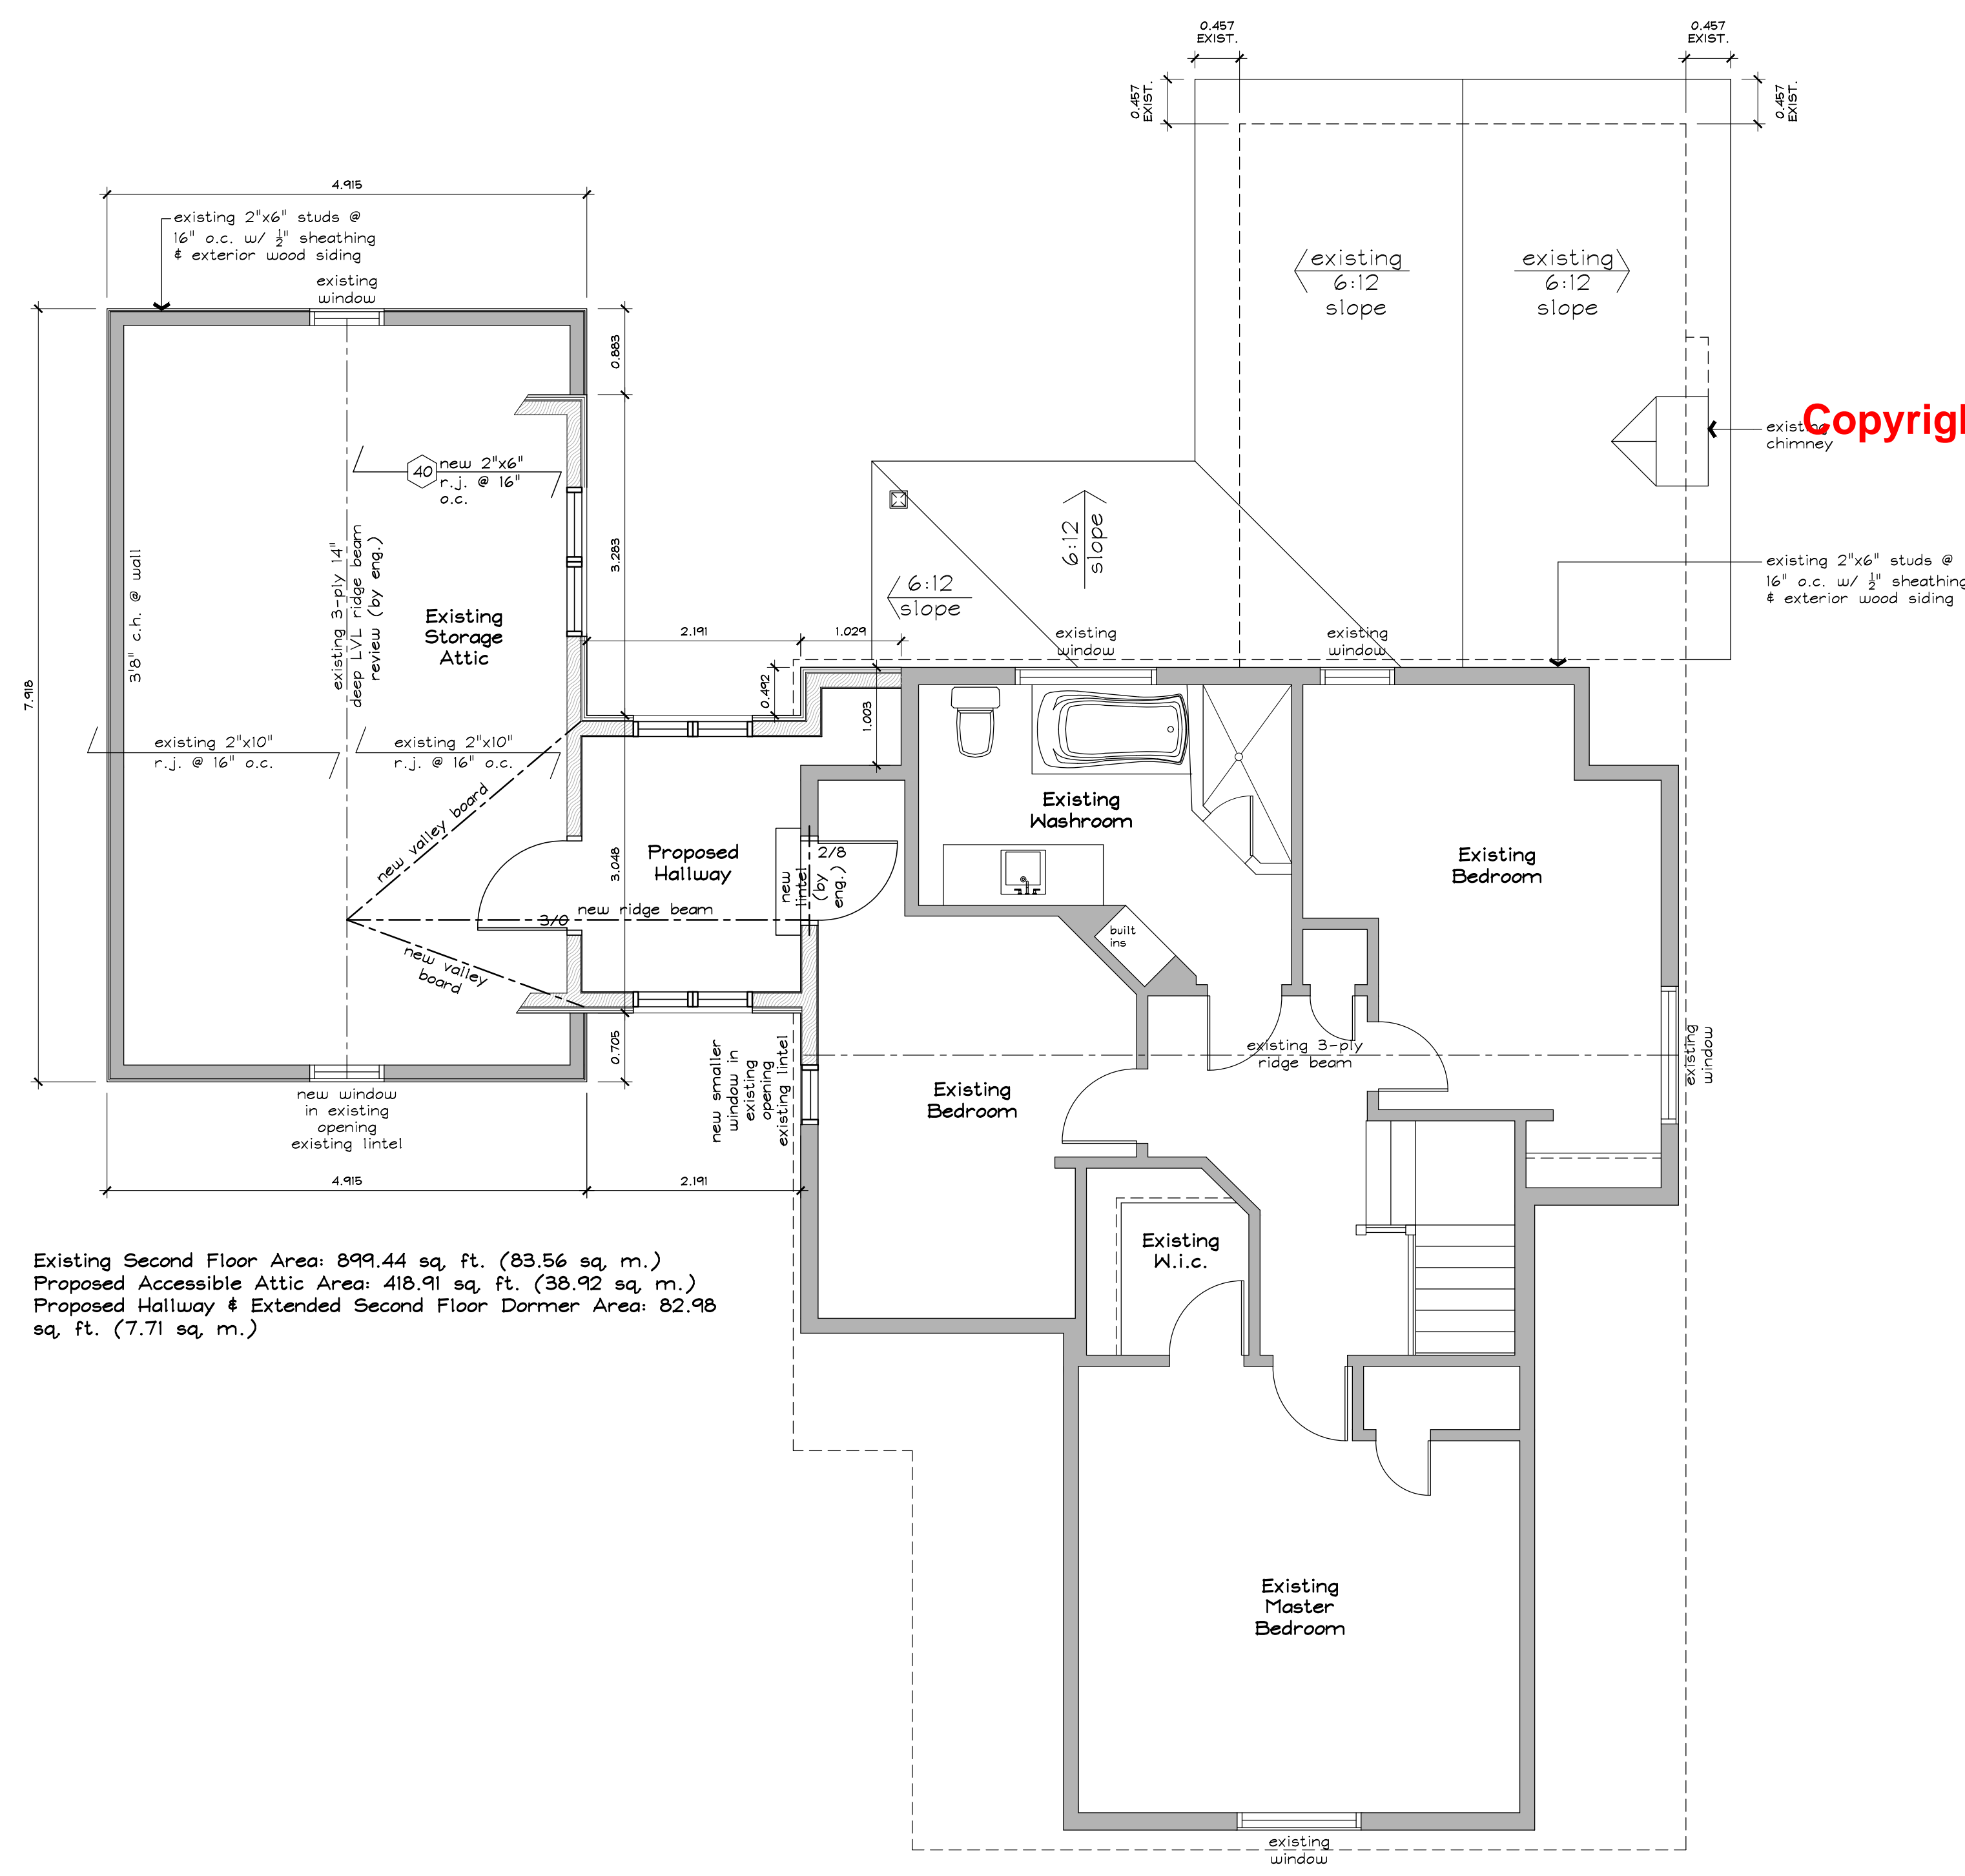 0.457
EXIST.
0.457
EXIST.
0.457
EXIST.
0.457
EXIST.
4.915
existing 2"x6" studs @
16" o.c. w/ ½" sheathing
& exterior wood siding
existing
window
existing
6:12
slope
existing
6:12
slope
0.883
existing
chimney
Copyrigl
40
new 2"x6"
r.j. @ 16"
o.c.
3'8" c.h. @ wall
existing 3-ply 14"
deep LVL ridge beam
review (by eng.)
3.283
6:12
slope
6:12
slope
existing 2"x6" studs @
16" o.c. w/ ½" sheathing
& exterior wood siding
Existing
Storage
Attic
2.191
1.029
existing
window
existing
window
7.918
0.492
1.003
existing 2"x10"
r.j. @ 16" o.c.
existing 2"x10"
r.j. @ 16" o.c.
new valley board
Existing
Washroom
Proposed
Hallway
3.048
2/8
new
lintel
(by
eng.)
Existing
Bedroom
3/0
new ridge beam
built
ins
new valley
board
0.705
new smaller
window in
existing
opening
existing lintel
existing 3-ply
ridge beam
existing
window
Existing
Bedroom
new window
in existing
opening
existing lintel
4.915
2.191
Existing
W.i.c.
Existing Second Floor Area: 899.44 sq. ft. (83.56 sq. m.)
Proposed Accessible Attic Area: 418.91 sq. ft. (38.92 sq. m.)
Proposed Hallway & Extended Second Floor Dormer Area: 82.98
sq. ft. (7.71 sq. m.)
Existing
Master
Bedroom
existing
window